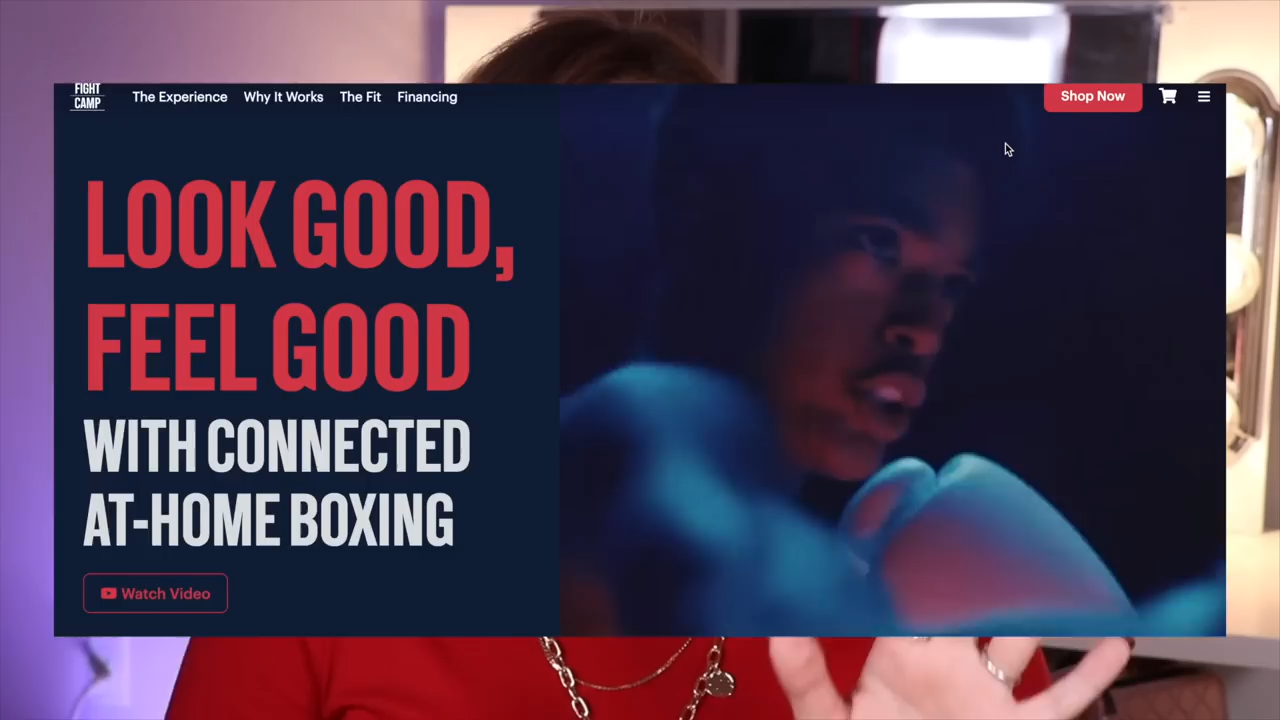 FIGHT
CAMP
The Experience Why It Works The Fit Financing
Shop Now
LOOK GOOD,
FEEL GOOD
WITH CONNECTED
AT-HOME BOXING
Watch Video